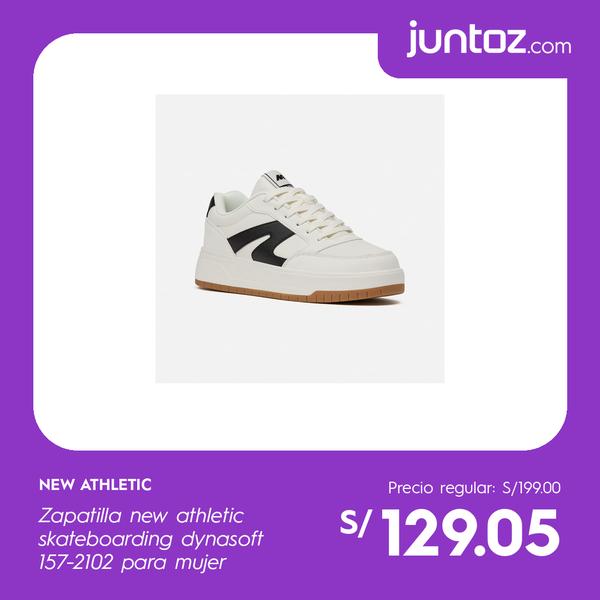 juntoz.com
NEW ATHLETIC
Zapatilla new athletic
skateboarding dynasoft
157-2102 para mujer
Precio regular: S/199.00
S/129.05